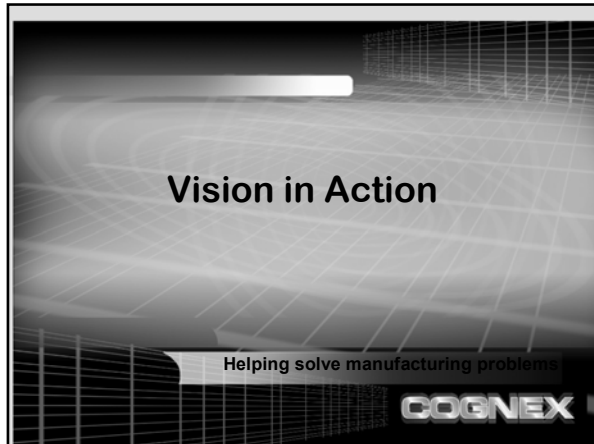 Vision in Action
Helping solve manufacturing problems
COGNEX